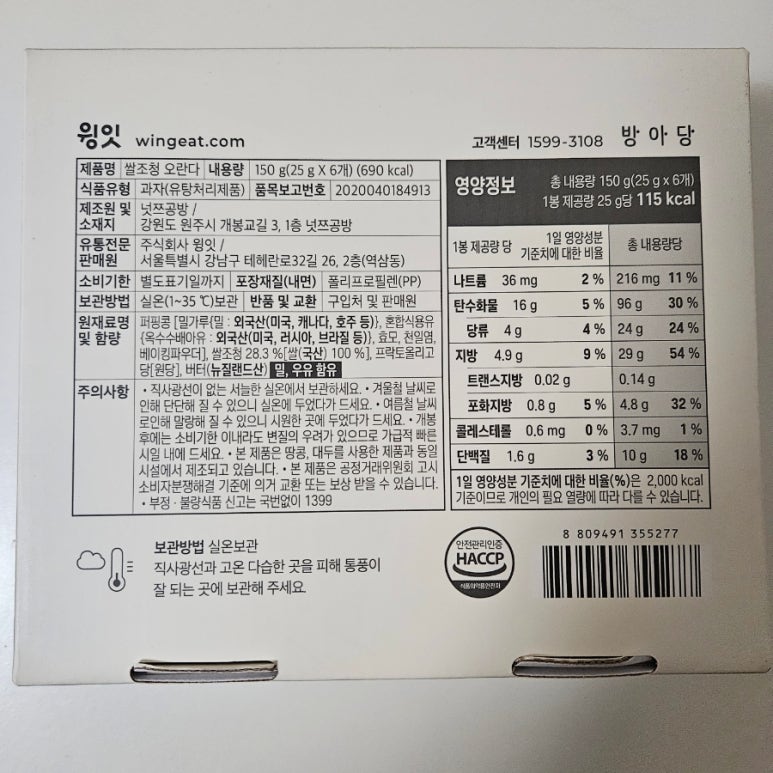 윙잇 wingeat.com
고객센터 1599-3108 방아당
제품명 쌀조청 오란다 내용량 150 g(25 g X 6개) (690 kcal)
식품유형 과자(유탕처리제품) 품목보고번호 2020040184913
제조원 및 소재지 넛쯔공방 /
강원도 원주시 개봉교길 3, 1층 넛쯔공방
유통전문 판매원 주식회사 윙잇 /
서울특별시 강남구 테헤란로32길 26, 2층(역삼동)
소비기한 별도표기일까지 포장재질(내면) 폴리프로필렌(PP)
보관방법 실온(1~35 ℃)보관 반품 및 교환 구입처 및 판매원
원재료명 및 함량 퍼핑콩 [밀가루{밀 : 외국산(미국, 캐나다, 호주 등)}, 혼합식용유
{옥수수배아유 : 외국산(미국, 러시아, 브라질 등)}, 효모, 천일염,
베이킹파우더], 쌀조청 28.3 %[쌀(국산) 100 %], 프락토올리고
당[원당], 버터(뉴질랜드산) 밀, 우유 함유
주의사항 • 직사광선이 없는 서늘한 실온에서 보관하세요. • 겨울철 날씨로
인해 단단해 질 수 있으니 실온에 두었다가 드세요. • 여름철 날씨
로인해 말랑해 질 수 있으니 시원한 곳에 두었다가 드세요. • 개봉
후에는 소비기한 이내라도 변질의 우려가 있으므로 가급적 빠른
시일 내에 드세요. • 본 제품은 땅콩, 대두를 사용한 제품과 동일
시설에서 제조되고 있습니다. • 본 제품은 공정거래위원회 고시
소비자분쟁해결 기준에 의거 교환 또는 보상 받을 수 있습니다.
• 부정 · 불량식품 신고는 국번없이 1399
영양정보 총 내용량 150 g(25 g x 6개)
1봉 제공량 25 g당 115 kcal
1봉 제공량 당 1일 영양성분 기준치에 대한 비율 총 내용량당
나트륨 36 mg 2 % 216 mg 11 %
탄수화물 16 g 5 % 96 g 30 %
당류 4 g 4 % 24 g 24 %
지방 4.9 g 9 % 29 g 54 %
트랜스지방 0.02 g 0.14 g
포화지방 0.8 g 5 % 4.8 g 32 %
콜레스테롤 0.6 mg 0 % 3.7 mg 1 %
단백질 1.6 g 3 % 10 g 18 %
1일 영양성분 기준치에 대한 비율(%)은 2,000 kcal
기준이므로 개인의 필요 열량에 따라 다를 수 있습니다.
보관방법 실온보관
직사광선과 고온 다습한 곳을 피해 통풍이
잘 되는 곳에 보관해 주세요
안전관리인증
HACCP
식품의약품안전처
8 809491 355277